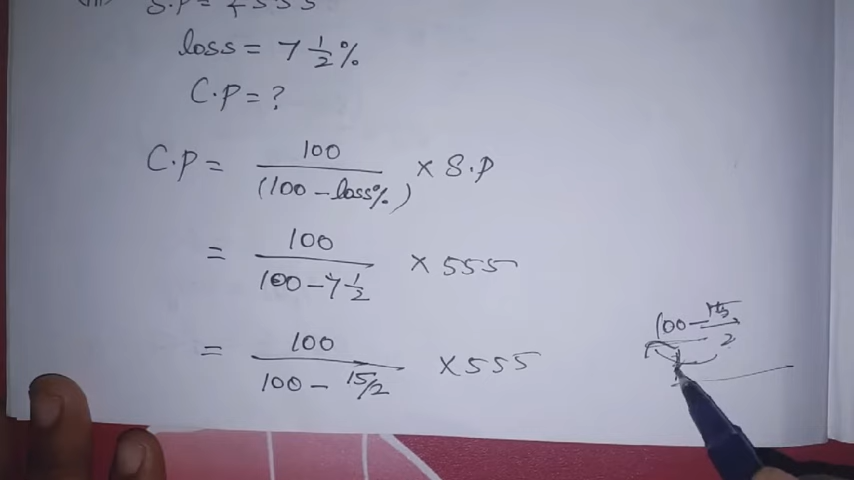 S.P = ₹555
loss = 7 1/2 %
C.P = ?
C.P = 100/(100 - loss%) × S.P
= 100/(100 - 7 1/2) × 555
= 100/(100 - 15/2) × 555
100 - 15/2